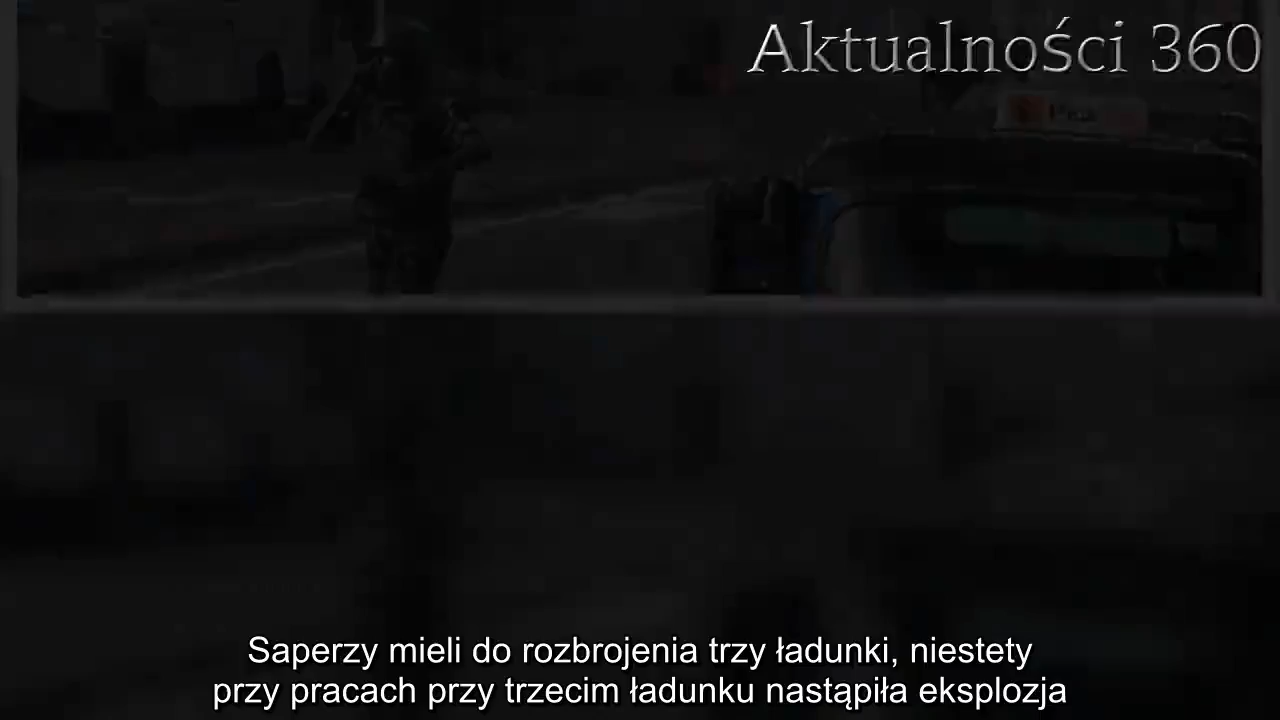 Aktualności 360
Saperzy mieli do rozbrojenia trzy ładunki, niestety
przy pracach przy trzecim ładunku nastąpiła eksplozja